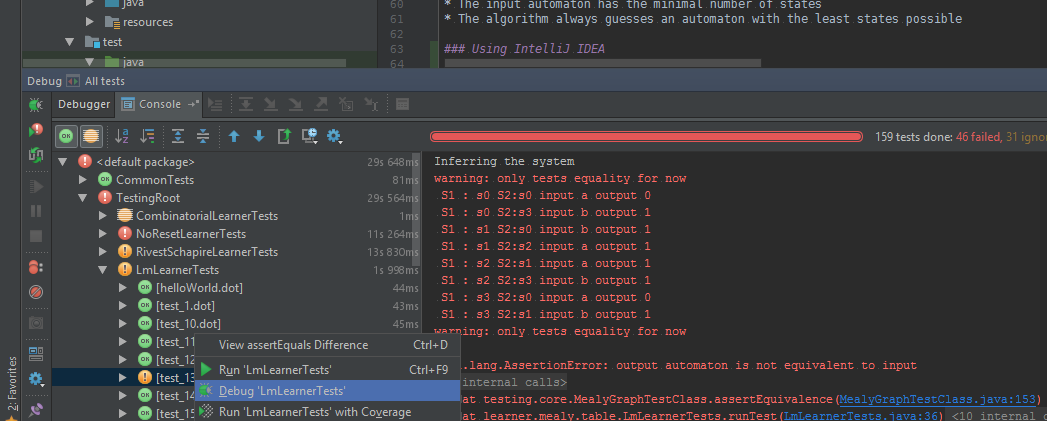 java
resources
test
java
60 * The input automaton has the minimal number of states
61 * The algorithm always guesses an automaton with the least states possible
62
63 ### Using IntelliJ IDEA
64
Debug All tests
Debugger Console
159 tests done: 46 failed, 31 ignor
<default package> 29s 648ms
CommonTests 81ms
TestingRoot 29s 564ms
CombinatorialLearnerTests 1ms
NoResetLearnerTests 11s 264ms
RivestSchapireLearnerTests 13s 830ms
LmLearnerTests 1s 998ms
[helloWorld.dot] 44ms
[test_1.dot] 43ms
[test_10.dot] 45ms
[test_11
[test_12
[test_13
[test_14
[test_15
View assertEquals Difference Ctrl+D
Run 'LmLearnerTests' Ctrl+F9
Debug 'LmLearnerTests'
Run 'LmLearnerTests' with Coverage
Inferring the system
warning: only tests equality for now
S1 : s0 S2:s0 input a output 0
S1 : s0 S2:s3 input b output 1
S1 : s1 S2:s0 input b output 1
S1 : s1 S2:s2 input a output 1
S1 : s2 S2:s1 input a output 1
S1 : s2 S2:s3 input b output 1
S1 : s3 S2:s0 input a output 0
S1 : s3 S2:s1 input b output 1
warning: only tests equality for now
.lang.AssertionError: output automaton is not equivalent to input
internal calls>
at testing.core.MealyGraphTestClass.assertEquivalence(MealyGraphTestClass.java:153)
at learner.mealy.table.LmLearnerTests.runTest(LmLearnerTests.java:36) <10 internal c
2: Favorites